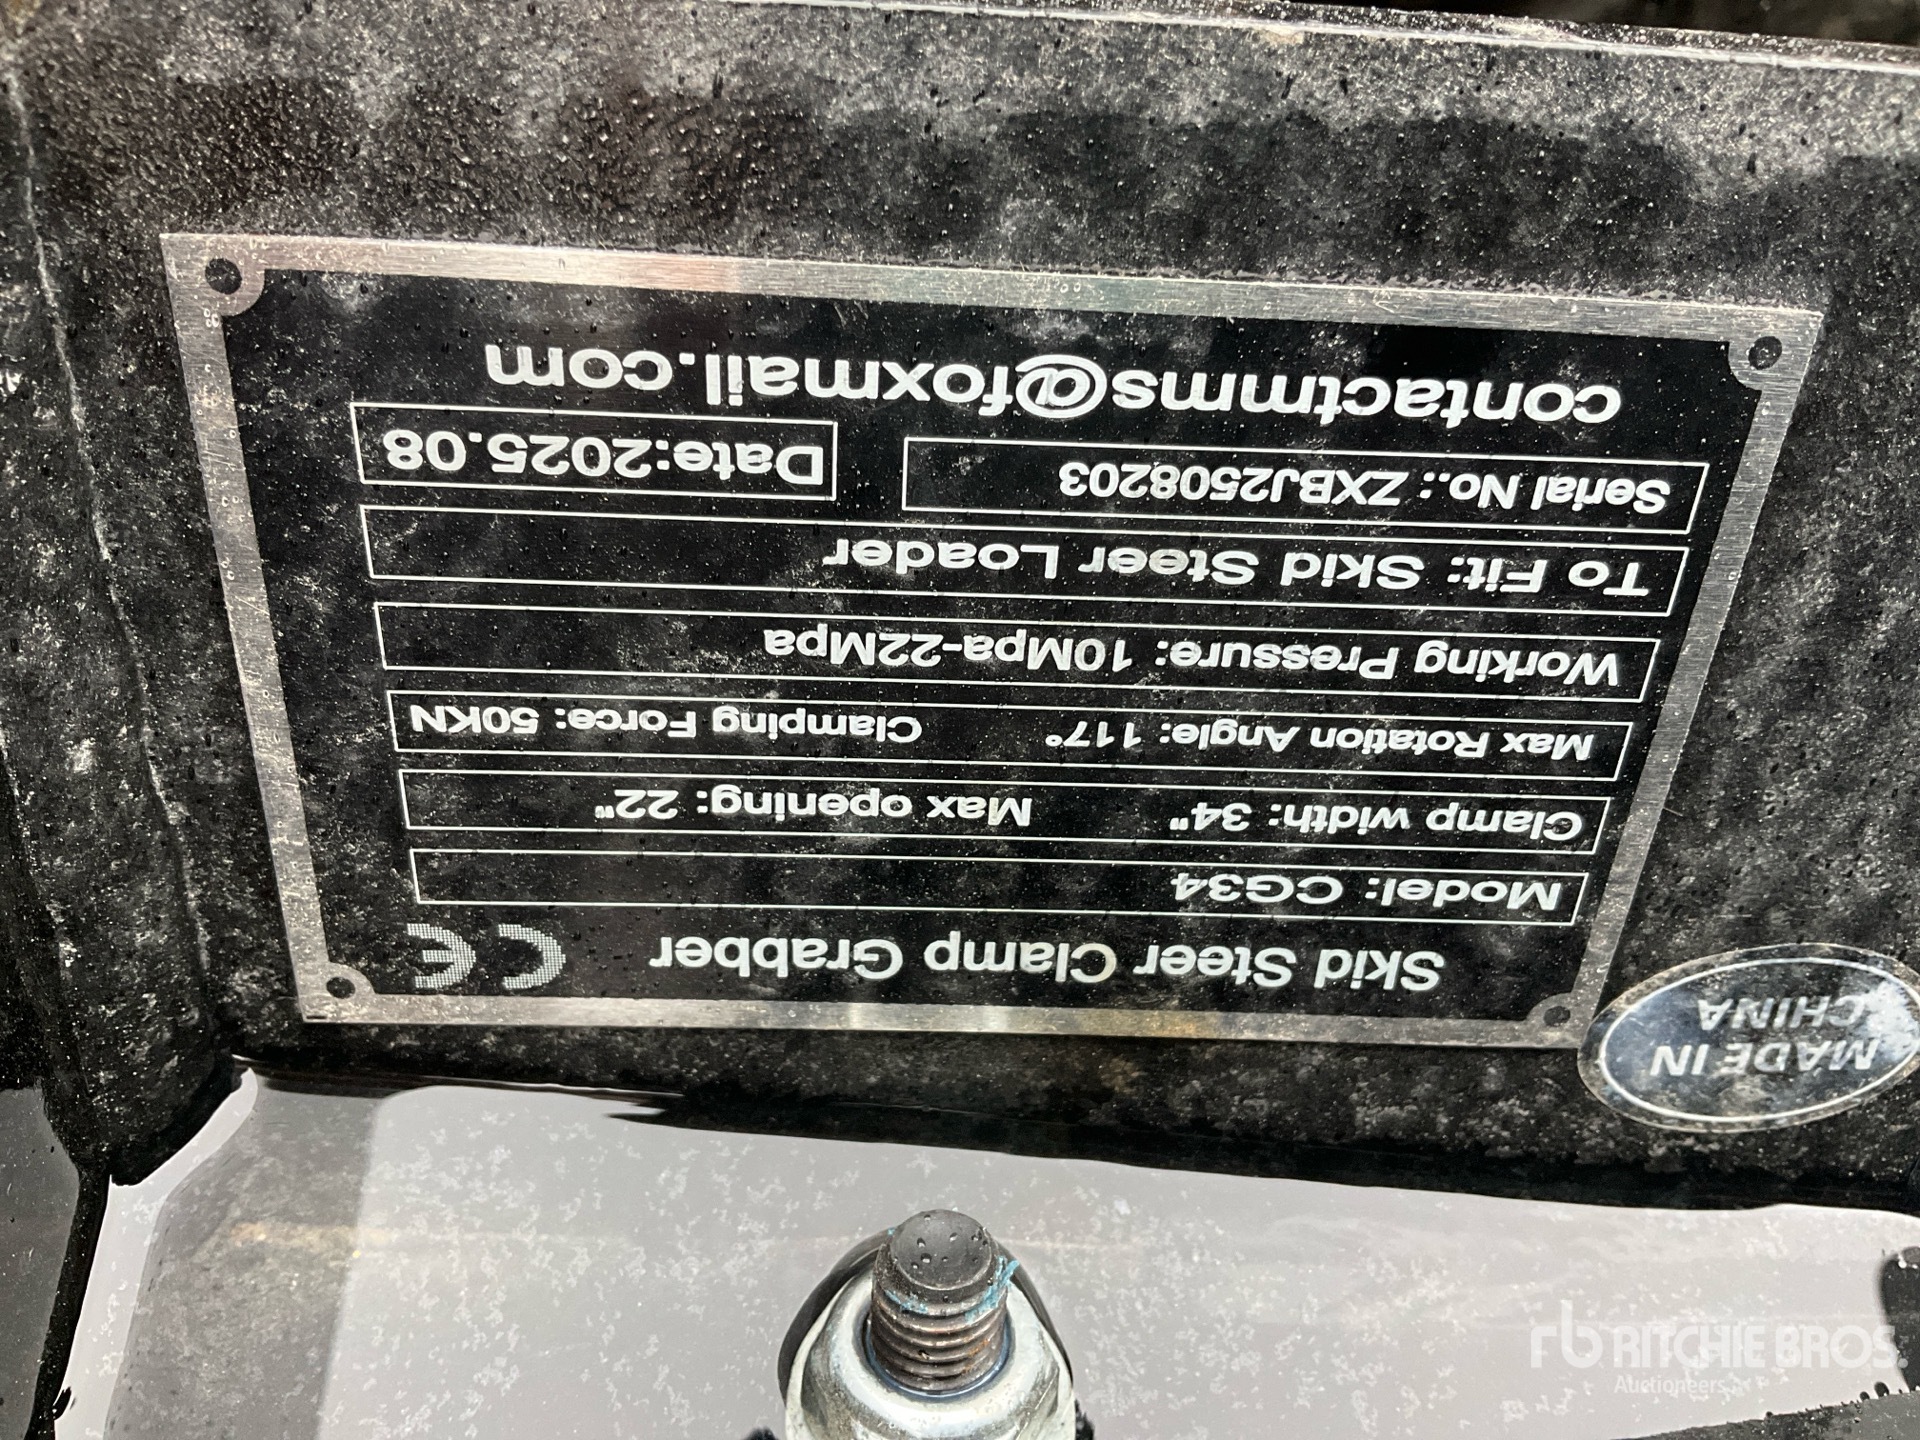 Skid Steer Clamp Grabber CE
Model: CG34
Clamp width: 34" Max opening: 22"
Max Rotation Angle: 117° Clamping Force: 50KN
Working Pressure: 10Mpa-22Mpa
To Fit: Skid Steer Loader
Serial No.: ZXBJ2508203 Date:2025.08
contactmms@foxmail.com
MADE IN
CHINA
rb RITCHIE BROS.
Auctioneers